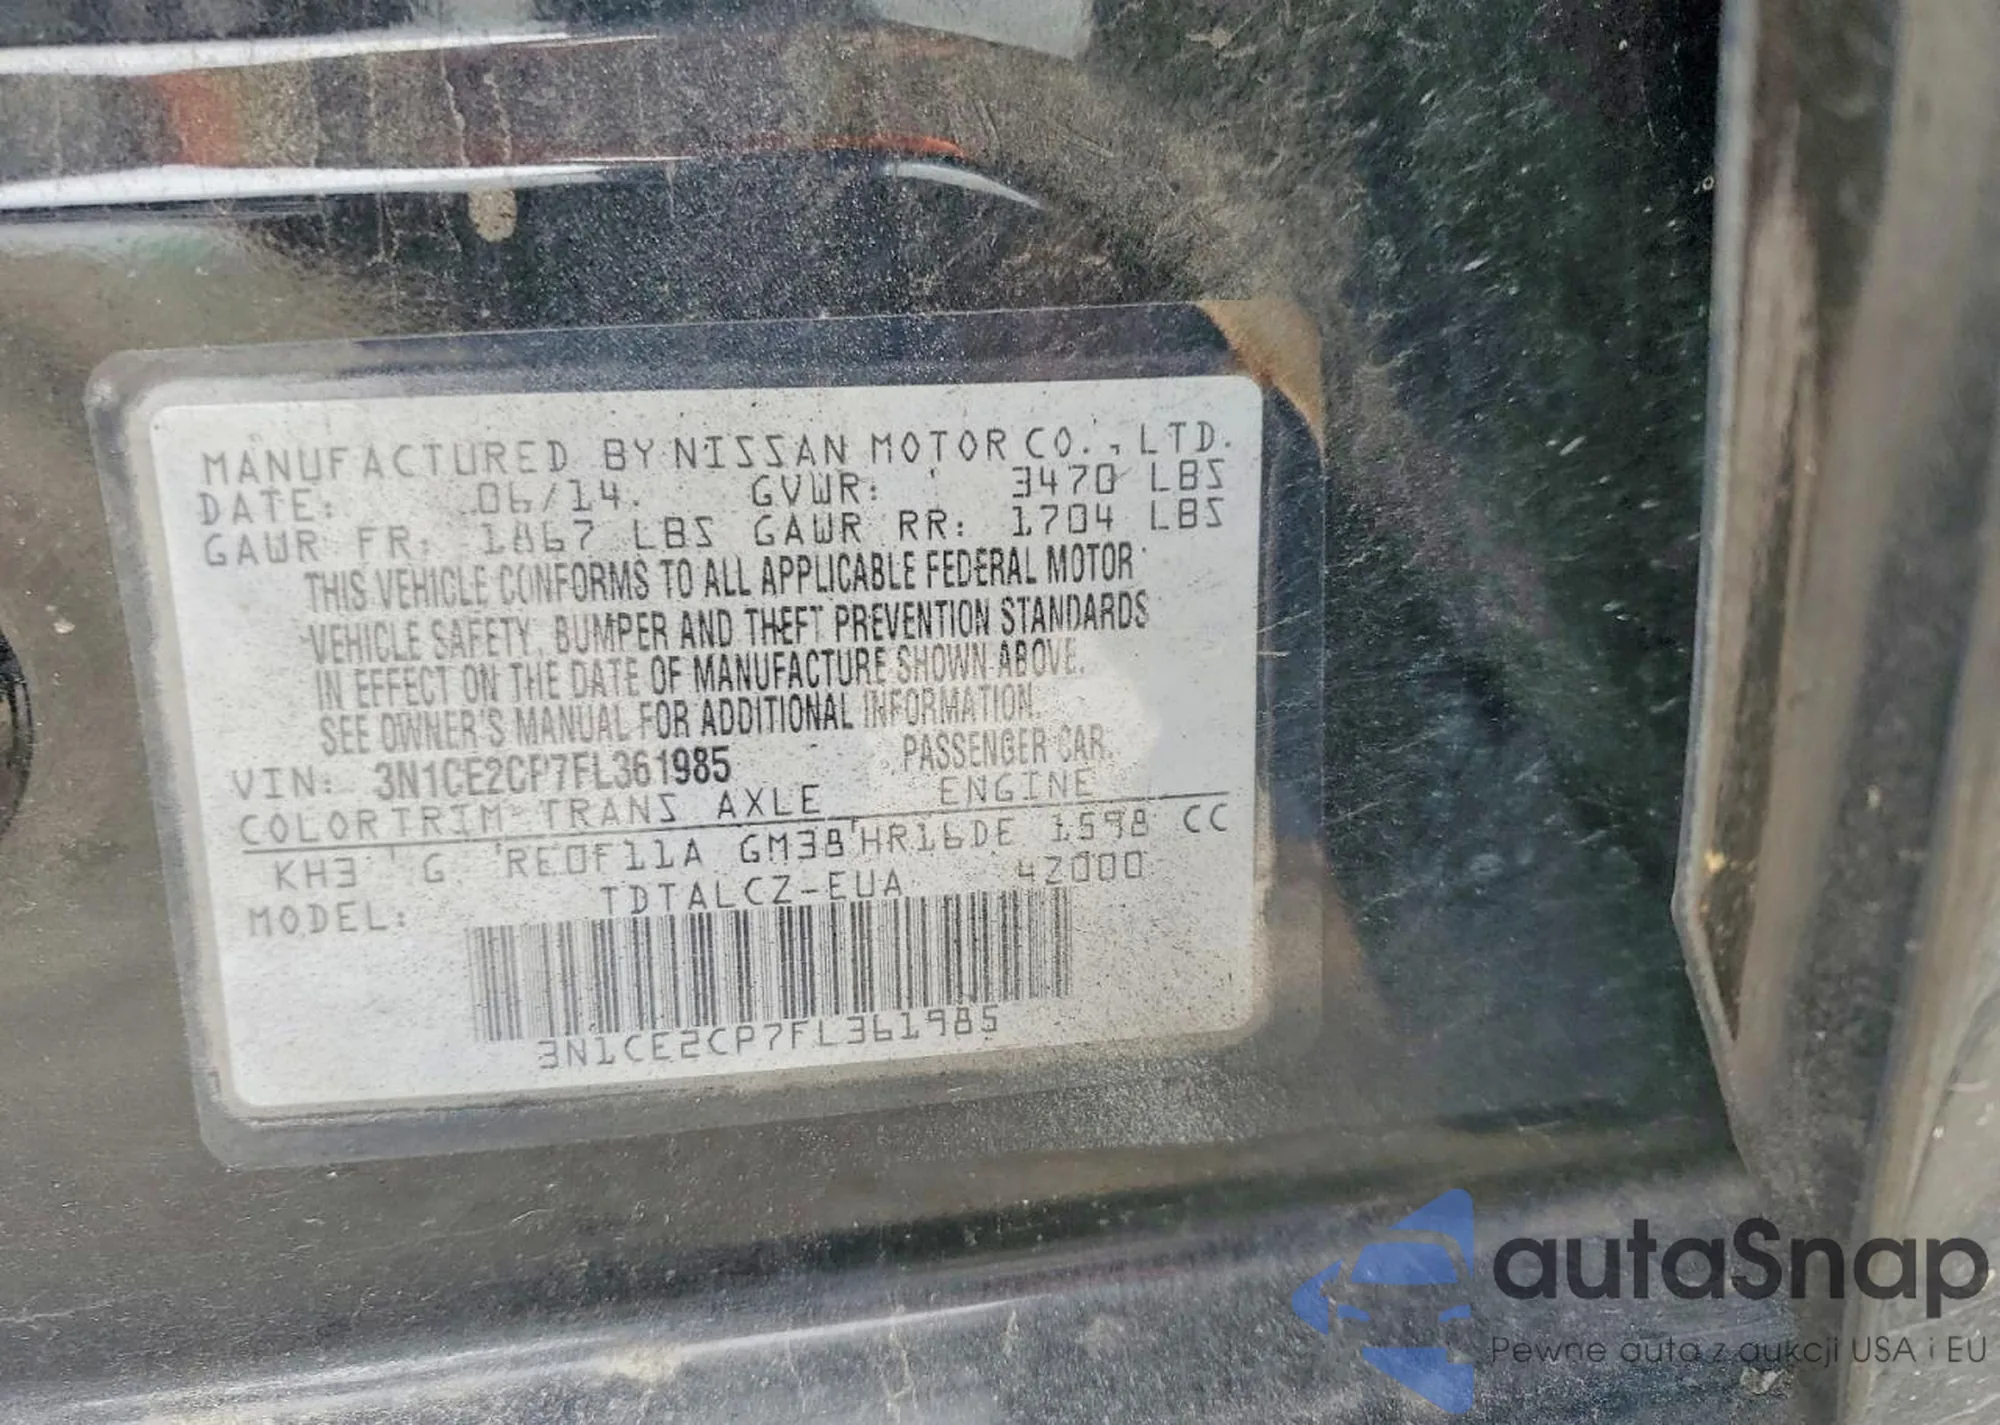 MANUFACTURED BY NISSAN MOTOR CO., LTD.
DATE: 06/14 GVWR: 3470 LBS
GAWR FR: 1867 LBS GAWR RR: 1704 LBS
THIS VEHICLE CONFORMS TO ALL APPLICABLE FEDERAL MOTOR
VEHICLE SAFETY, BUMPER AND THEFT PREVENTION STANDARDS
IN EFFECT ON THE DATE OF MANUFACTURE SHOWN ABOVE.
SEE OWNER'S MANUAL FOR ADDITIONAL INFORMATION.
VIN: 3N1CE2CP7FL361985 PASSENGER CAR
COLOR TRIM TRANS AXLE ENGINE
KH3 G RE0F11A GM38 HR16DE 1598 CC
MODEL: TDTALCZ-EUA 42000
3N1CE2CP7FL361985
autaSnap
Pewne auta z aukcji USA i EU